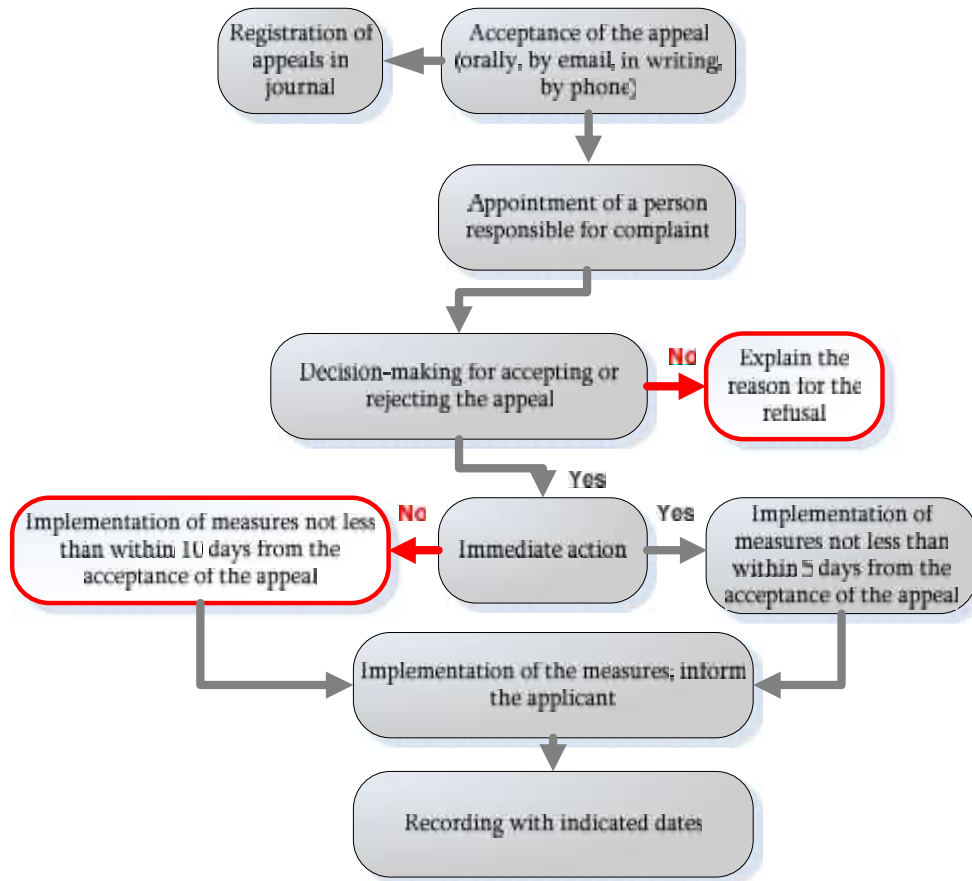 Registration of
appeals in
journal
Acceptance of the appeal
(orally, by email, in writing,
by phone)
Appointment of a person
responsible for complaint
Decision-making for accepting or
rejecting the appeal
No
Explain the
reason for the
refusal
Yes
Implementation of measures not less
than within 10 days from the
acceptance of the appeal
No
Immediate action
Yes
Implementation of
measures not less than
within 5 days from the
acceptance of the appeal
Implementation of the measures; inform
the applicant
Recording with indicated dates